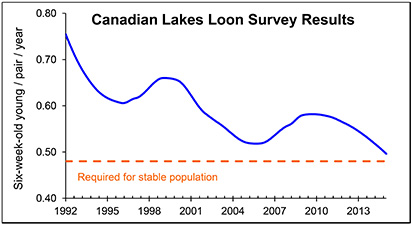 Canadian Lakes Loon Survey Results
Six-week-old young / pair / year
0.80
0.70
0.60
0.50
0.40
Required for stable population
1992 1995 1998 2001 2004 2007 2010 2013